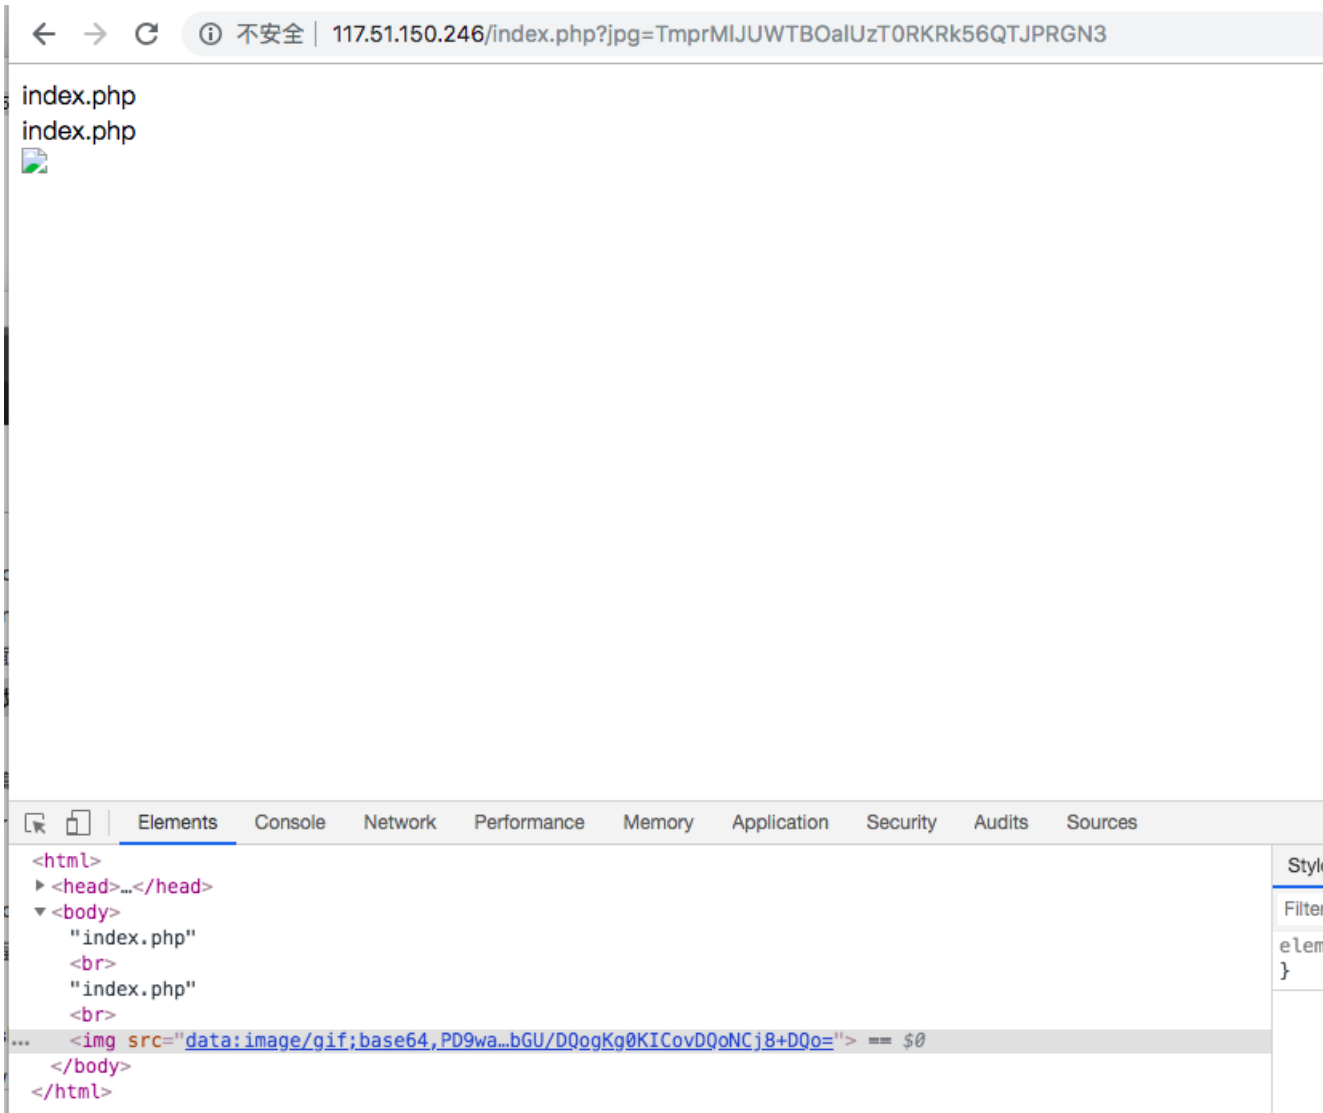 不安全 | 117.51.150.246/index.php?jpg=TmprMlJUWTBOalUzT0RKRk56QTJPRGN3
index.php
index.php
Elements Console Network Performance Memory Application Security Audits Sources
<html>
<head>…</head>
<body>
"index.php"
<br>
"index.php"
<br>
... <img src="data:image/gif;base64,PD9wa…bGU/DQogKg0KICovDQoNCj8+DQo="> == $0
</body>
</html>
Style
Filter
elem
}